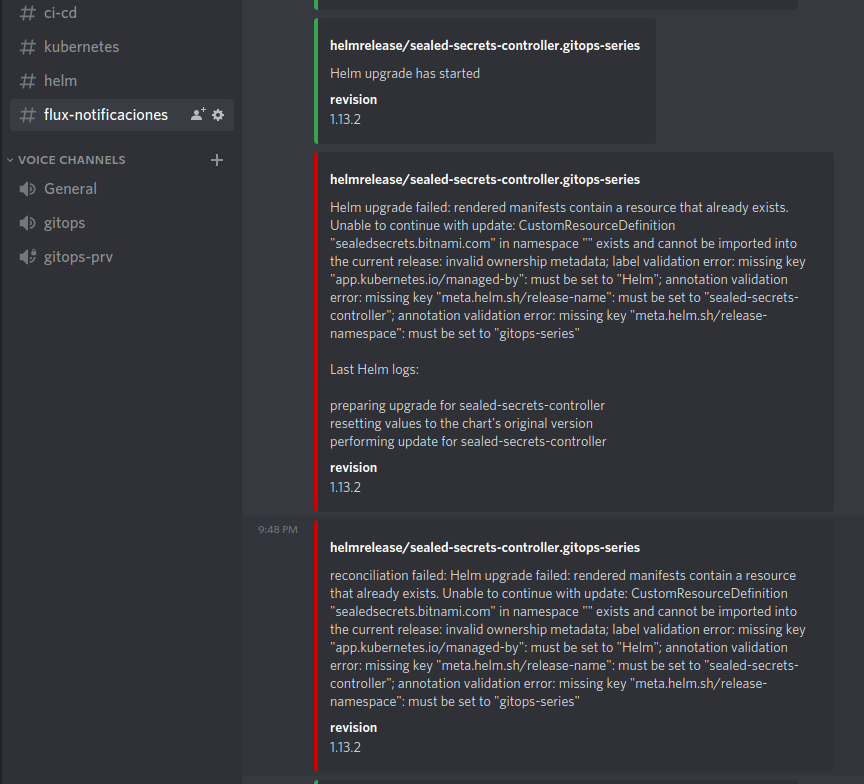 # ci-cd
# kubernetes
# helm
# flux-notificaciones
VOICE CHANNELS
General
gitops
gitops-prv
helmrelease/sealed-secrets-controller.gitops-series
Helm upgrade has started
revision
1.13.2
helmrelease/sealed-secrets-controller.gitops-series
Helm upgrade failed: rendered manifests contain a resource that already exists.
Unable to continue with update: CustomResourceDefinition
"sealedsecrets.bitnami.com" in namespace "" exists and cannot be imported into
the current release: invalid ownership metadata; label validation error: missing key
"app.kubernetes.io/managed-by": must be set to "Helm"; annotation validation
error: missing key "meta.helm.sh/release-name": must be set to "sealed-secrets-
controller"; annotation validation error: missing key "meta.helm.sh/release-
namespace": must be set to "gitops-series"
Last Helm logs:
preparing upgrade for sealed-secrets-controller
resetting values to the chart's original version
performing update for sealed-secrets-controller
revision
1.13.2
9:48 PM
helmrelease/sealed-secrets-controller.gitops-series
reconciliation failed: Helm upgrade failed: rendered manifests contain a resource
that already exists. Unable to continue with update: CustomResourceDefinition
"sealedsecrets.bitnami.com" in namespace "" exists and cannot be imported into
the current release: invalid ownership metadata; label validation error: missing key
"app.kubernetes.io/managed-by": must be set to "Helm"; annotation validation
error: missing key "meta.helm.sh/release-name": must be set to "sealed-secrets-
controller"; annotation validation error: missing key "meta.helm.sh/release-
namespace": must be set to "gitops-series"
revision
1.13.2